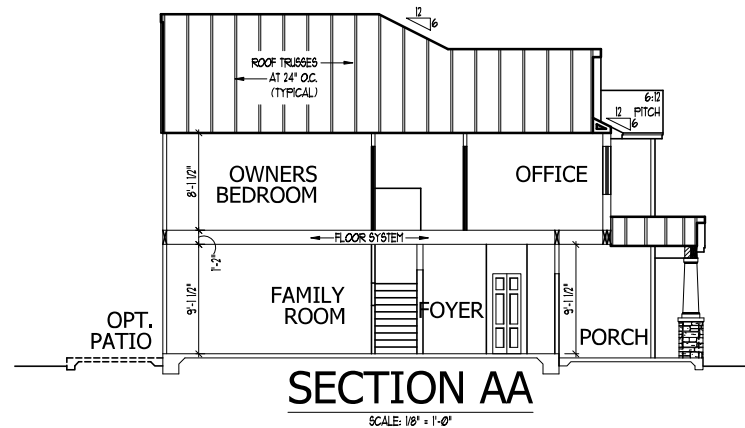 12
6
ROOF TRUSSES
AT 24" O.C.
(TYPICAL)
6:12
PITCH
12
6
OWNERS
BEDROOM
OFFICE
8'-1 1/2"
FLOOR SYSTEM
1'-2"
9'-1 1/2"
FAMILY
ROOM
FOYER
9'-1 1/2"
OPT.
PATIO
PORCH
SECTION AA
SCALE: 1/8" = 1'-0"